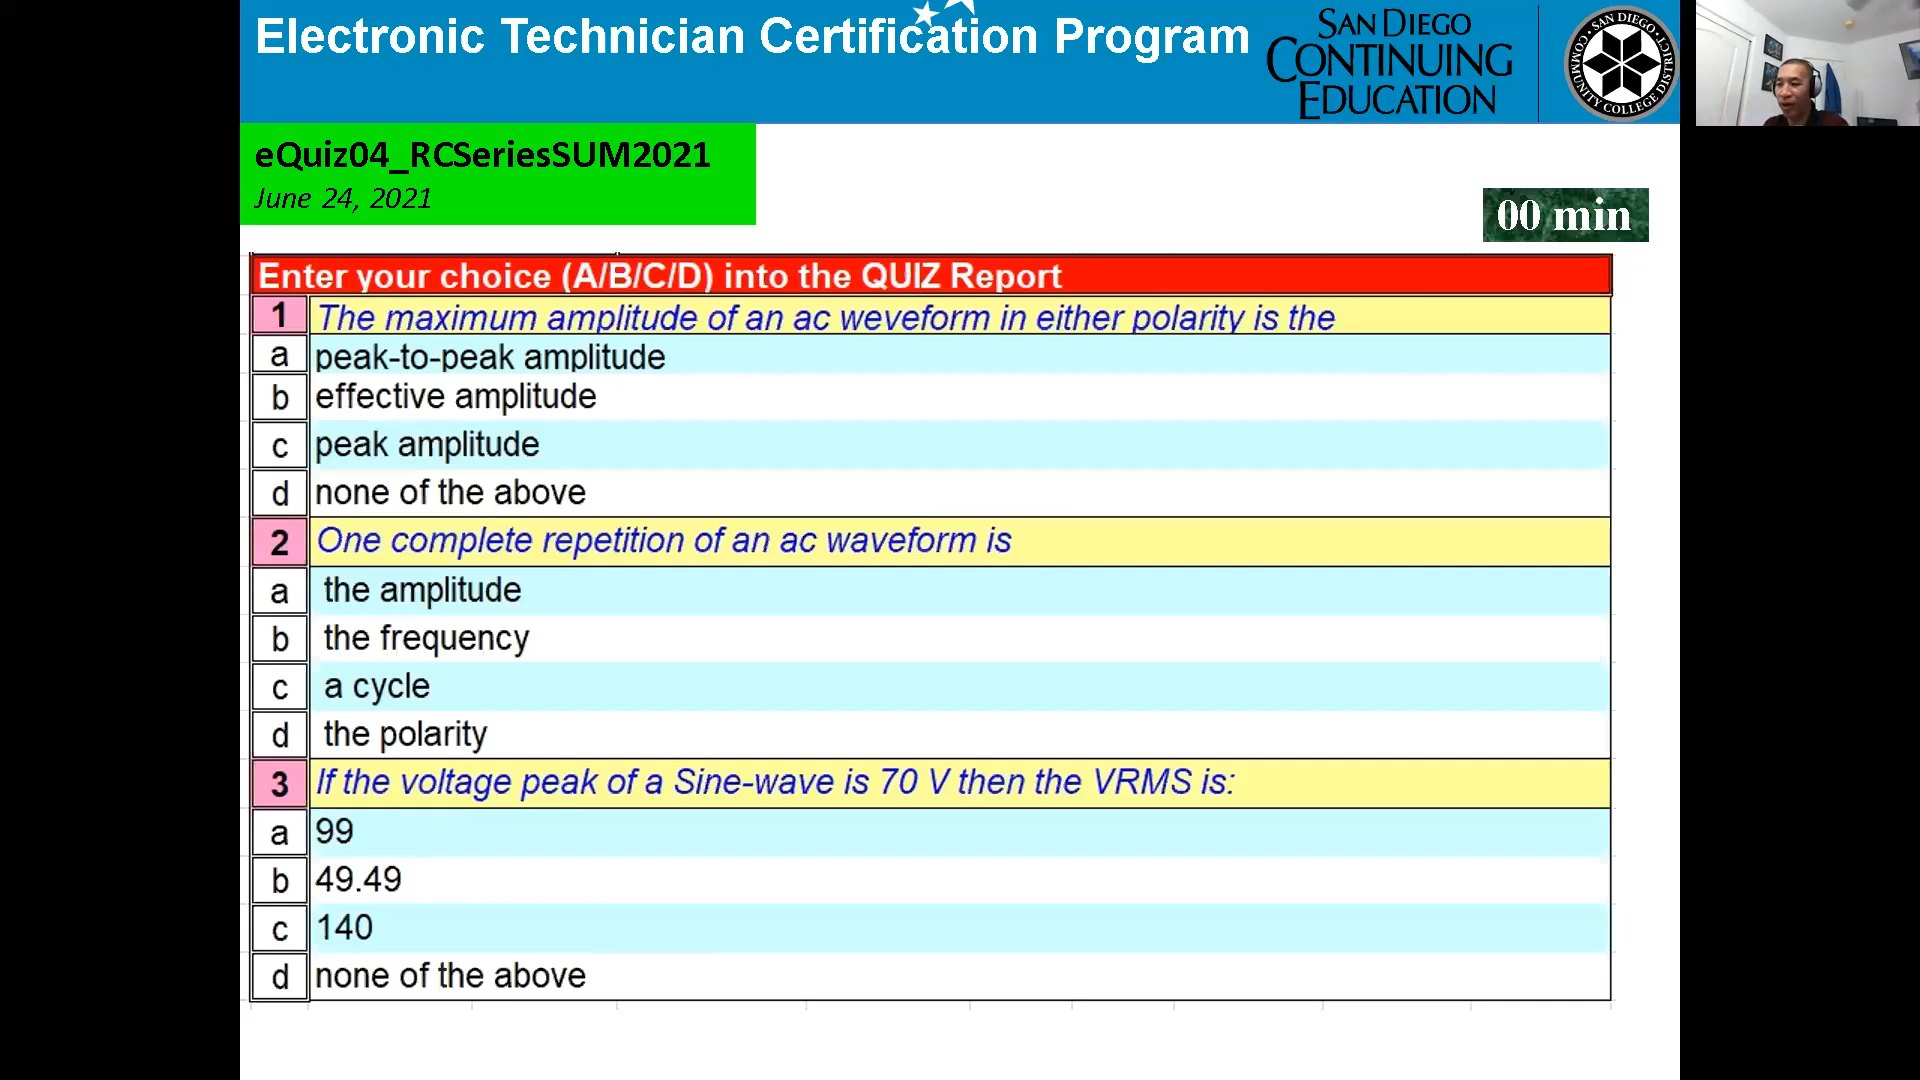 Electronic Technician Certification Program
SAN DIEGO
CONTINUING
EDUCATION
SAN DIEGO
COMMUNITY COLLEGE DISTRICT
eQuiz04_RCSeriesSUM2021
June 24, 2021
00 min
Enter your choice (A/B/C/D) into the QUIZ Report
1 The maximum amplitude of an ac weveform in either polarity is the
a peak-to-peak amplitude
b effective amplitude
c peak amplitude
d none of the above
2 One complete repetition of an ac waveform is
a the amplitude
b the frequency
c a cycle
d the polarity
3 If the voltage peak of a Sine-wave is 70 V then the VRMS is:
a 99
b 49.49
c 140
d none of the above